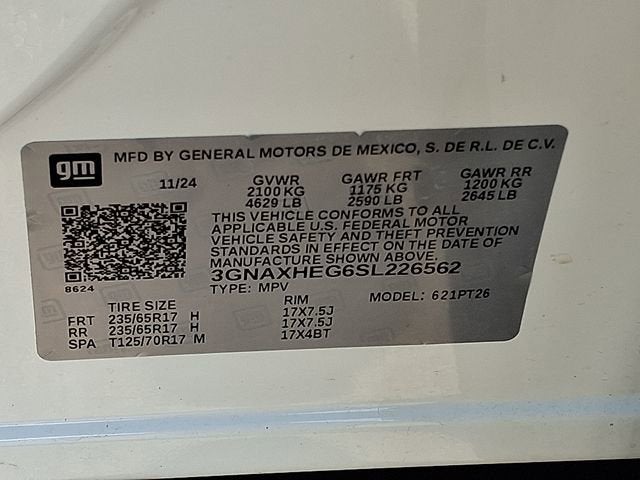 gm MFD BY GENERAL MOTORS DE MEXICO, S. DE R.L. DE C.V.
11/24 GVWR GAWR FRT GAWR RR
2100 KG 1175 KG 1200 KG
4629 LB 2590 LB 2645 LB
THIS VEHICLE CONFORMS TO ALL
APPLICABLE U.S. FEDERAL MOTOR
VEHICLE SAFETY AND THEFT PREVENTION
STANDARDS IN EFFECT ON THE DATE OF
MANUFACTURE SHOWN ABOVE.
3GNAXHEG6SL226562
8624
TYPE: MPV MODEL: 621PT26
TIRE SIZE RIM
FRT 235/65R17 H 17X7.5J
RR 235/65R17 H 17X7.5J
SPA T125/70R17 M 17X4BT